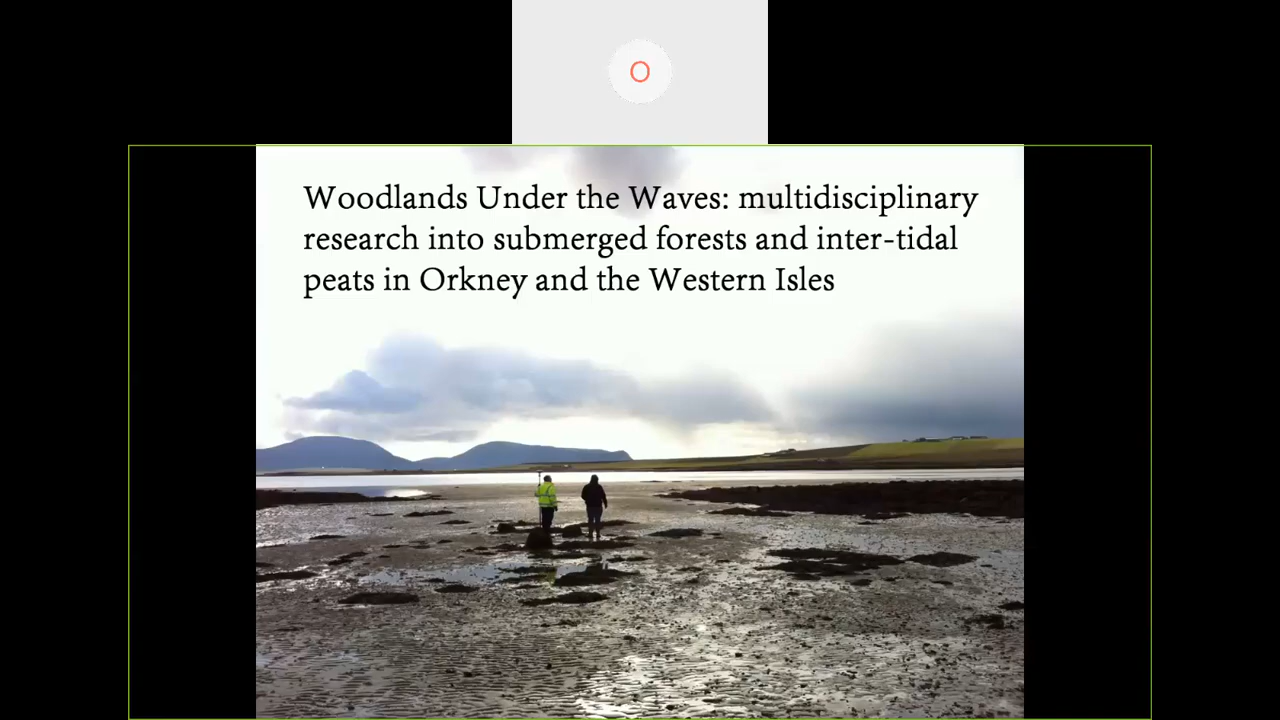 O
Woodlands Under the Waves: multidisciplinary
research into submerged forests and inter-tidal
peats in Orkney and the Western Isles